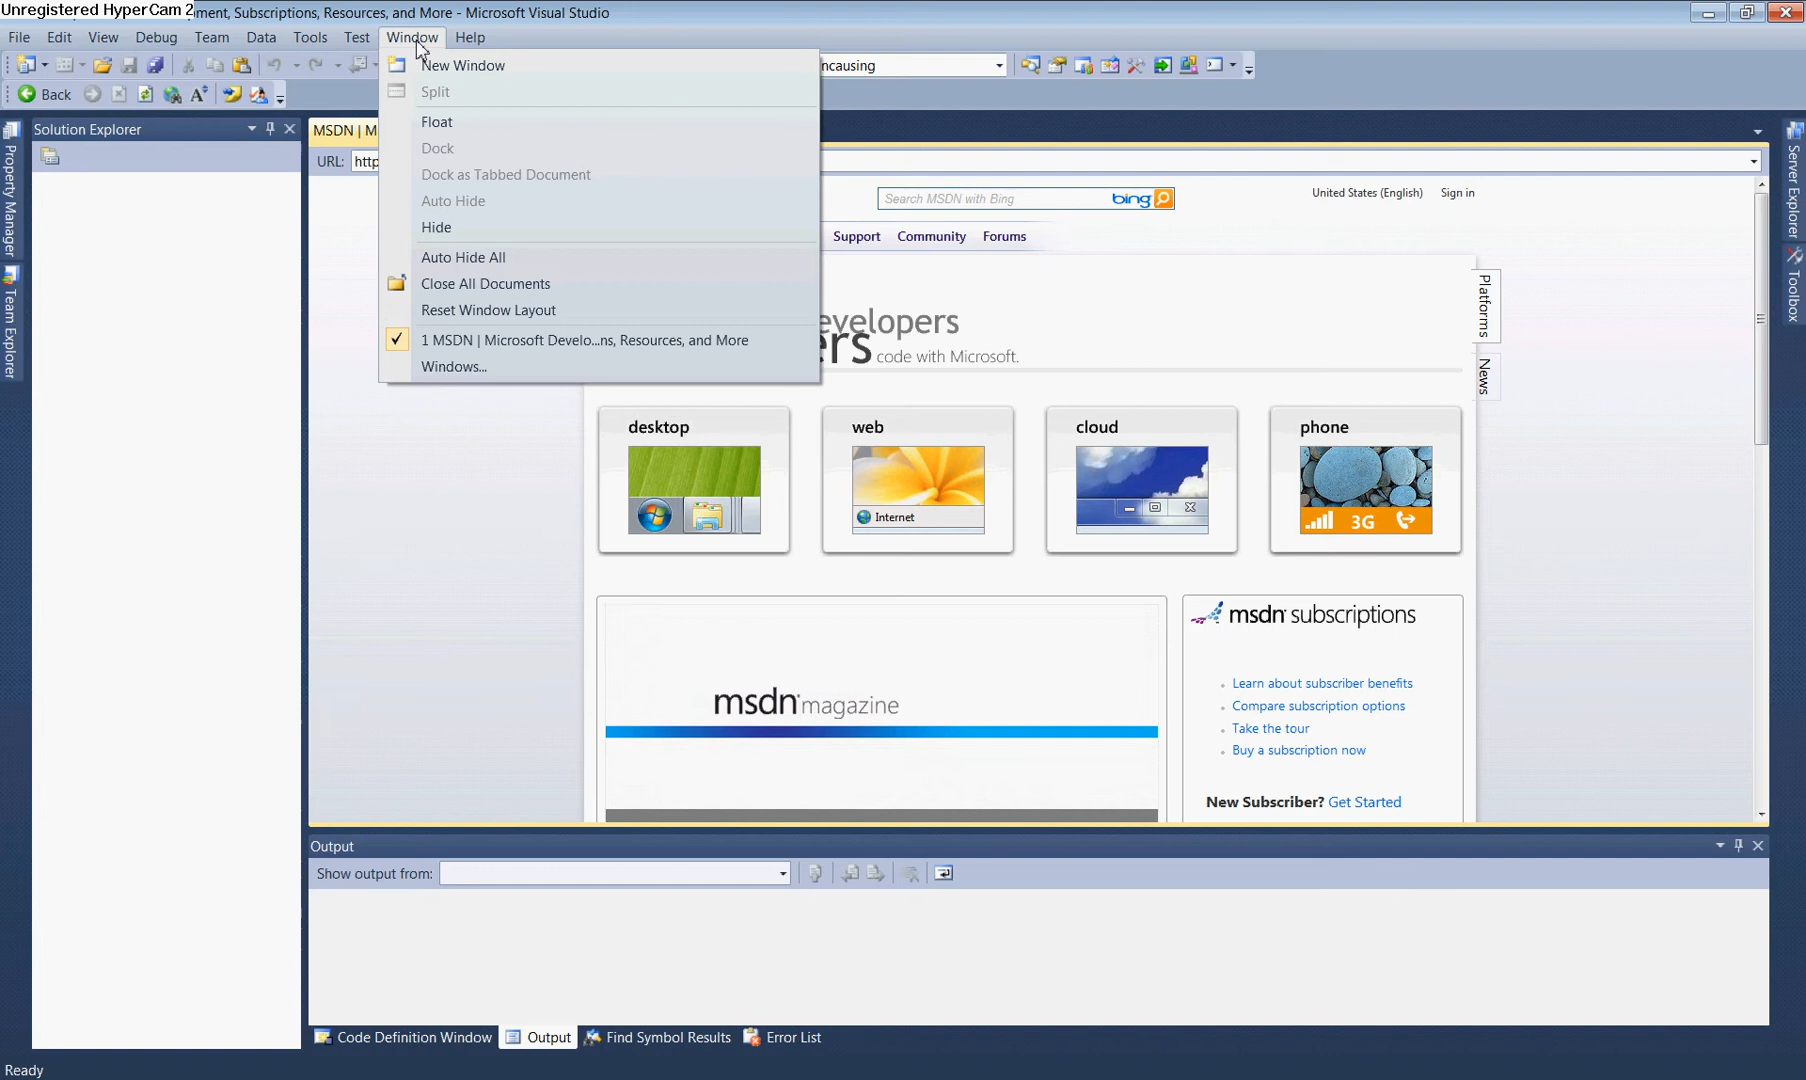 Unregistered HyperCam 2
pment, Subscriptions, Resources, and More - Microsoft Visual Studio
File Edit View Debug Team Data Tools Test Window Help
New Window
ncausing
Back
Split
Float
Dock
Dock as Tabbed Document
Auto Hide
Hide
Auto Hide All
Close All Documents
Reset Window Layout
1 MSDN | Microsoft Develo...ns, Resources, and More
Windows...
Solution Explorer
Property Manager
Team Explorer
MSDN | M
URL: http
Search MSDN with Bing
bing
United States (English) Sign in
Support Community Forums
evelopers
ers code with Microsoft.
Platforms
News
Server Explorer
Toolbox
desktop
web
Internet
cloud
phone
3G
msdn magazine
msdn subscriptions
Learn about subscriber benefits
Compare subscription options
Take the tour
Buy a subscription now
New Subscriber? Get Started
Output
Show output from:
Code Definition Window
Output
Find Symbol Results
Error List
Ready